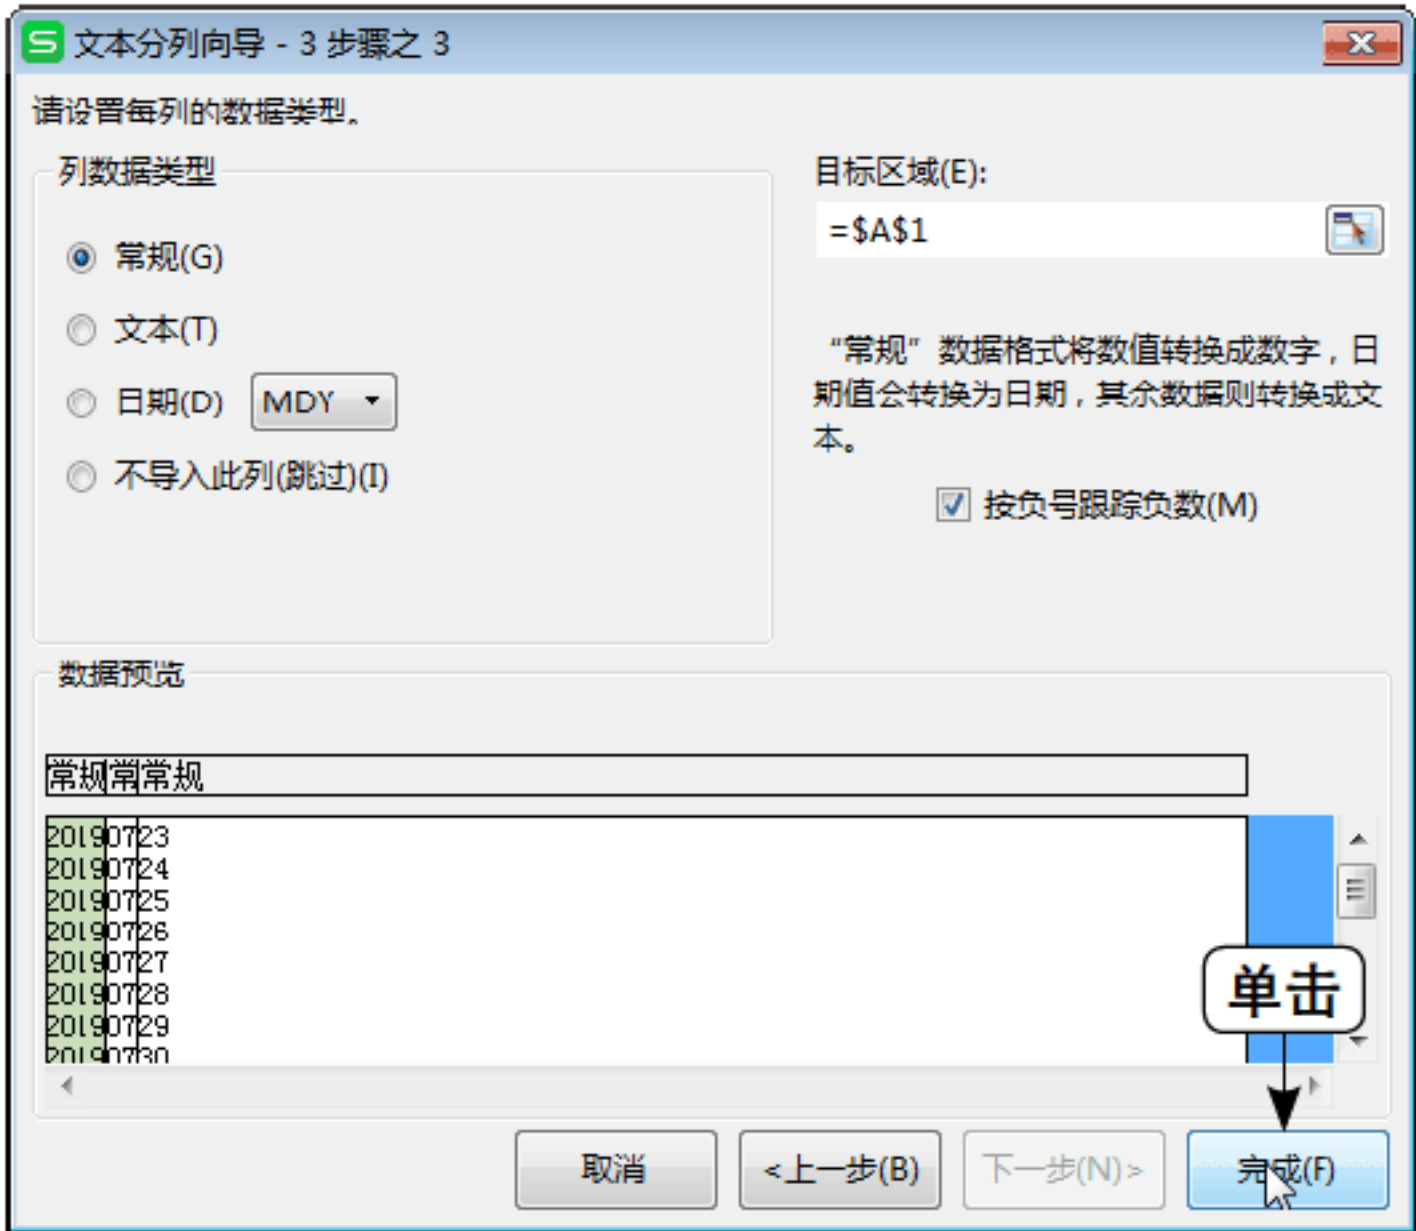 文本分列向导 - 3 步骤之 3
请设置每列的数据类型。
列数据类型
常规(G)
文本(T)
日期(D) MDY
不导入此列(跳过)(I)
目标区域(E):
=$A$1
“常规”数据格式将数值转换成数字，日
期值会转换为日期，其余数据则转换成文
本。
按负号跟踪负数(M)
数据预览
常规 常 常规
20190723
20190724
20190725
20190726
20190727
20190728
20190729
20190730
单击
取消
<上一步(B)
下一步(N)>
完成(F)